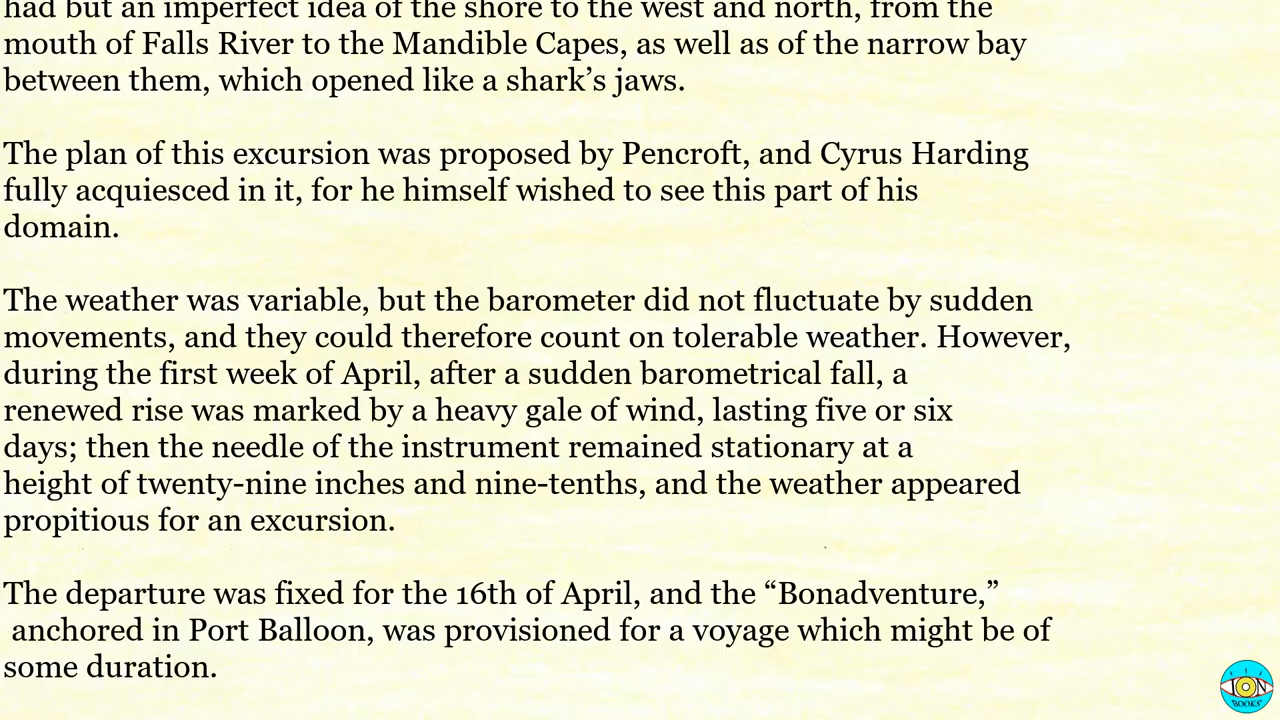 had but an imperfect idea of the shore to the west and north, from the
mouth of Falls River to the Mandible Capes, as well as of the narrow bay
between them, which opened like a shark’s jaws.
The plan of this excursion was proposed by Pencroft, and Cyrus Harding
fully acquiesced in it, for he himself wished to see this part of his
domain.
The weather was variable, but the barometer did not fluctuate by sudden
movements, and they could therefore count on tolerable weather. However,
during the first week of April, after a sudden barometrical fall, a
renewed rise was marked by a heavy gale of wind, lasting five or six
days; then the needle of the instrument remained stationary at a
height of twenty-nine inches and nine-tenths, and the weather appeared
propitious for an excursion.
The departure was fixed for the 16th of April, and the “Bonadventure,”
anchored in Port Balloon, was provisioned for a voyage which might be of
some duration.
ION
BOOKS